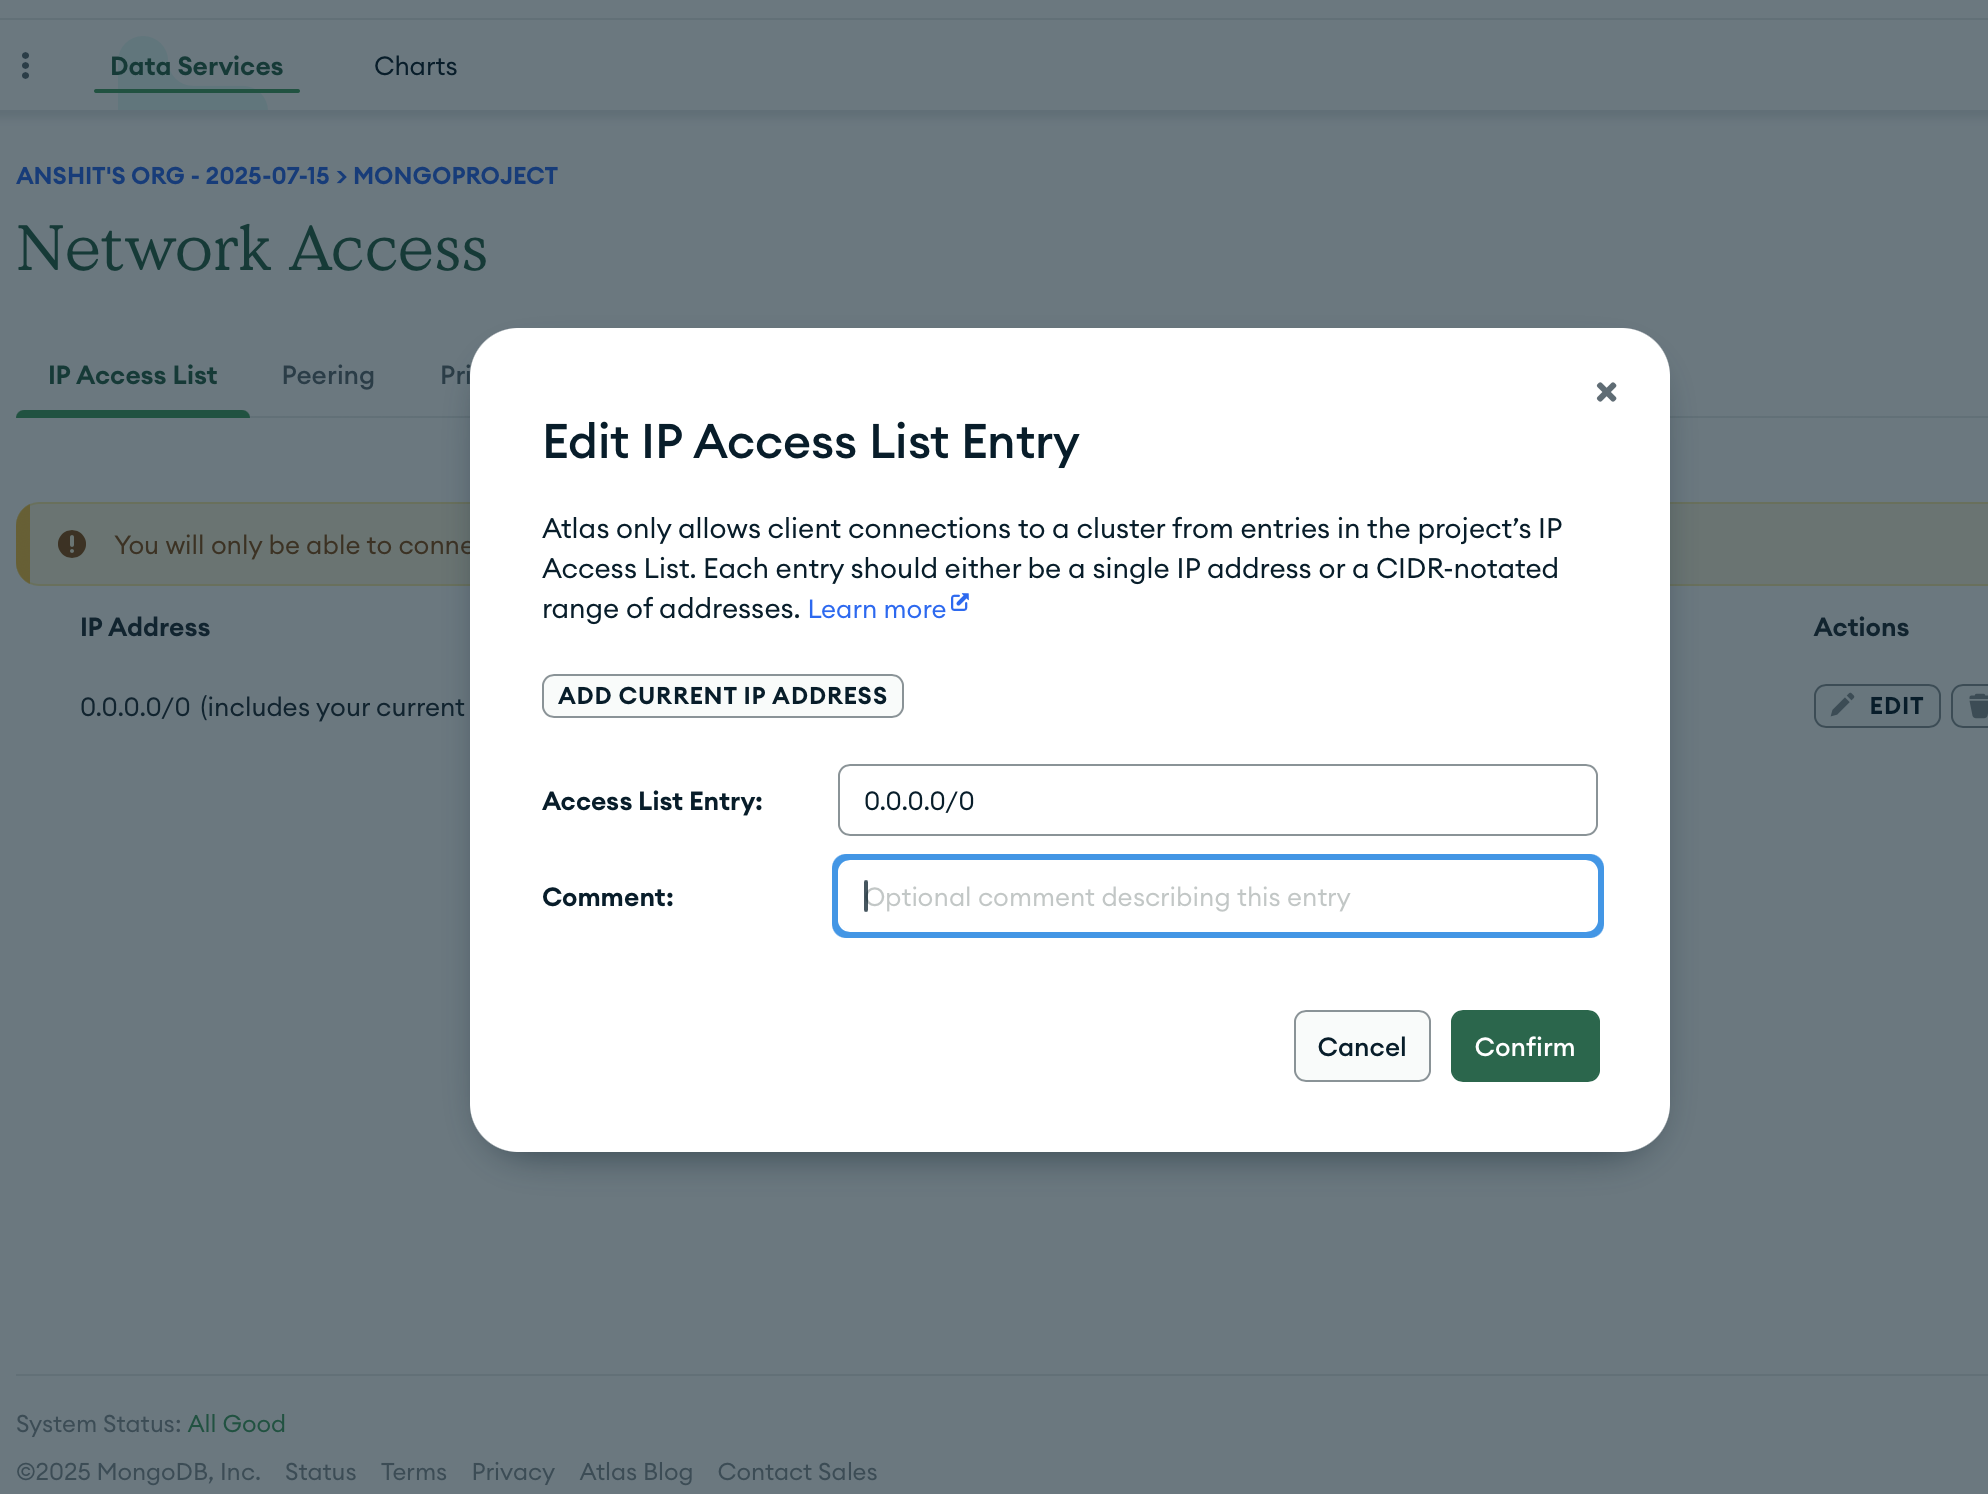 Data Services Charts
ANSHIT'S ORG - 2025-07-15 > MONGOPROJECT
Network Access
IP Access List Peering Pri
Edit IP Access List Entry
Atlas only allows client connections to a cluster from entries in the project’s IP
Access List. Each entry should either be a single IP address or a CIDR-notated
range of addresses. Learn more
You will only be able to conne
IP Address
Actions
0.0.0.0/0 (includes your current
EDIT
ADD CURRENT IP ADDRESS
Access List Entry: 0.0.0.0/0
Comment: Optional comment describing this entry
Cancel Confirm
System Status: All Good
©2025 MongoDB, Inc. Status Terms Privacy Atlas Blog Contact Sales